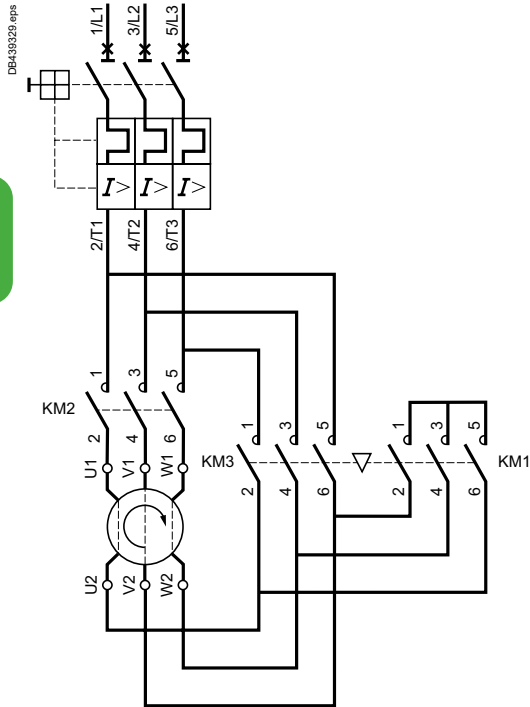 DB439329.eps
1/L1 3/L2 5/L3
I> I> I>
2/T1 4/T2 6/T3
1 3 5
KM2
2 4 6
U1 V1 W1
1 3 5
KM3
2 4 6
1 3 5
KM1
2 4 6
U2 V2 W2